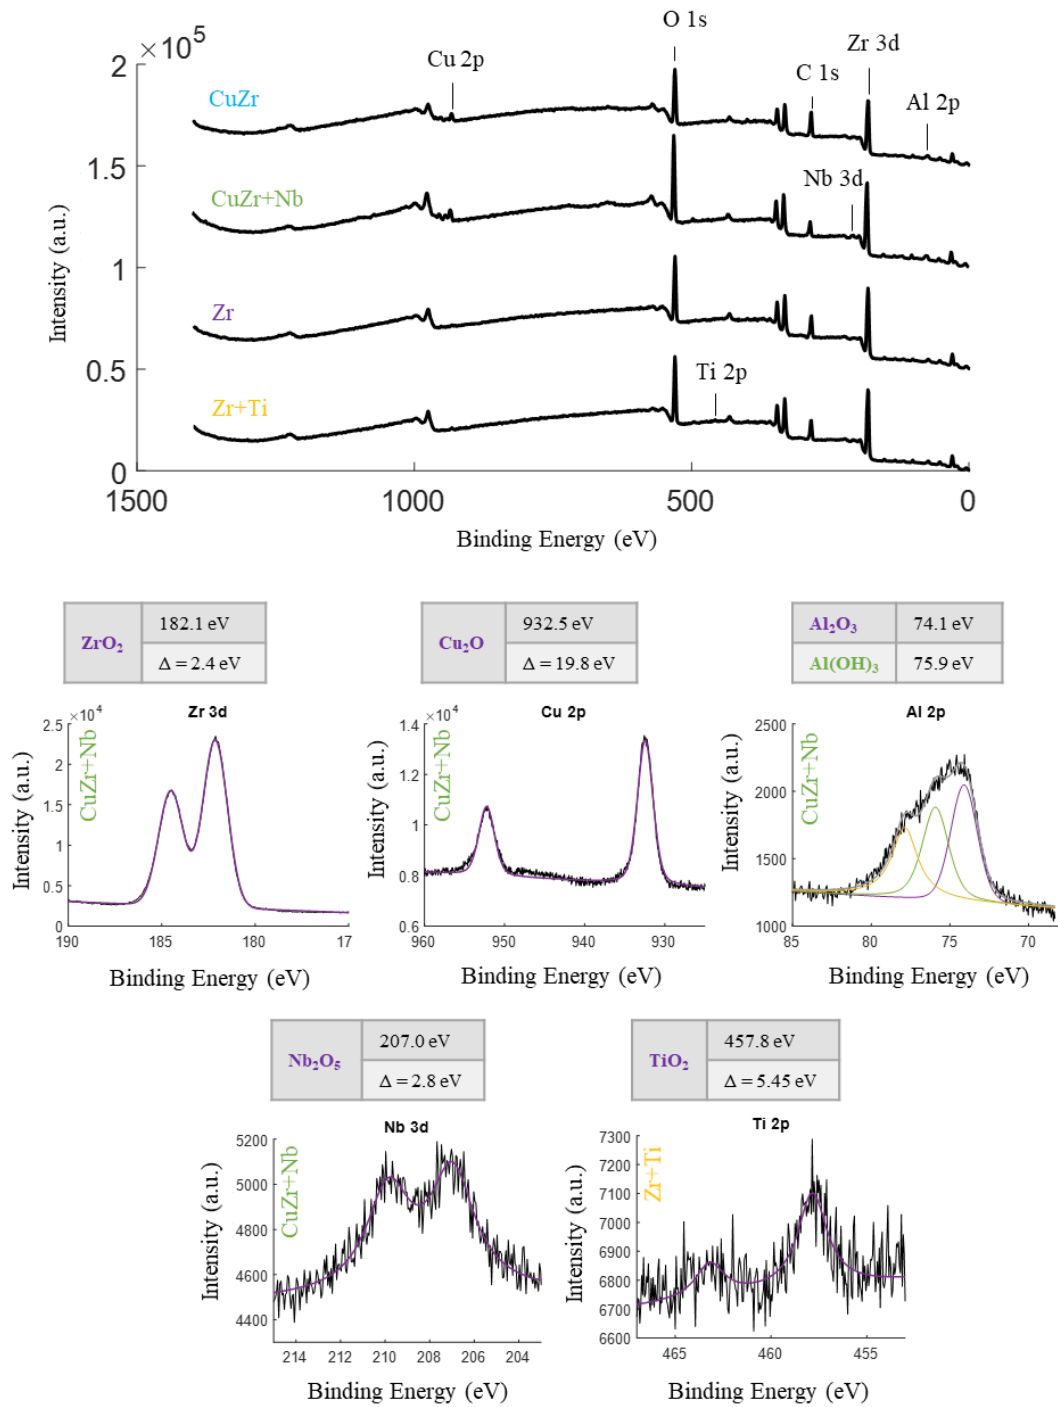 O 1s
×10⁵
Zr 3d
2
Cu 2p
C 1s
CuZr
Al 2p
1.5
Nb 3d
CuZr+Nb
Intensity (a.u.)
1
Zr
0.5
Ti 2p
Zr+Ti
0
1500
1000
500
0
Binding Energy (eV)
ZrO₂
182.1 eV
Δ = 2.4 eV
Cu₂O
932.5 eV
Δ = 19.8 eV
Al₂O₃
74.1 eV
Al(OH)₃
75.9 eV
×10⁴
Zr 3d
2.5
2
1.5
1
0.5
0
CuZr+Nb
Intensity (a.u.)
190
185
180
17
Binding Energy (eV)
×10⁴
Cu 2p
1.4
1.2
1
0.8
0.6
CuZr+Nb
Intensity (a.u.)
960
950
940
930
Binding Energy (eV)
Al 2p
2500
2000
1500
1000
CuZr+Nb
Intensity (a.u.)
85
80
75
70
Binding Energy (eV)
Nb₂O₅
207.0 eV
Δ = 2.8 eV
TiO₂
457.8 eV
Δ = 5.45 eV
Nb 3d
5200
5000
4800
4600
4400
CuZr+Nb
Intensity (a.u.)
214
212
210
208
206
204
Binding Energy (eV)
Ti 2p
7300
7200
7100
7000
6900
6800
6700
6600
Zr+Ti
Intensity (a.u.)
465
460
455
Binding Energy (eV)